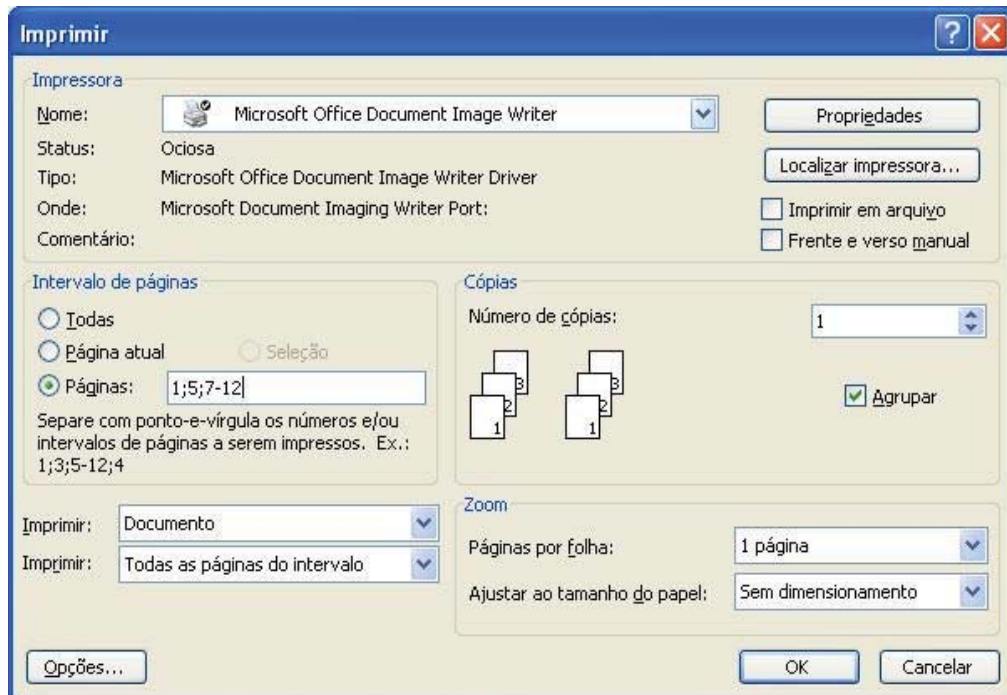 Imprimir
Impressora
Nome: Microsoft Office Document Image Writer
Propriedades
Status: Ociosa
Localizar impressora...
Tipo: Microsoft Office Document Image Writer Driver
Onde: Microsoft Document Imaging Writer Port:
Imprimir em arquivo
Comentário:
Frente e verso manual
Intervalo de páginas
Todas
Página atual Seleção
Páginas: 1;5;7-12
Separe com ponto-e-vírgula os números e/ou
intervalos de páginas a serem impressos. Ex.:
1;3;5-12;4
Cópias
Número de cópias: 1
3 3
2 2
1 1
Agrupar
Imprimir: Documento
Imprimir: Todas as páginas do intervalo
Zoom
Páginas por folha: 1 página
Ajustar ao tamanho do papel: Sem dimensionamento
Opções...
OK
Cancelar